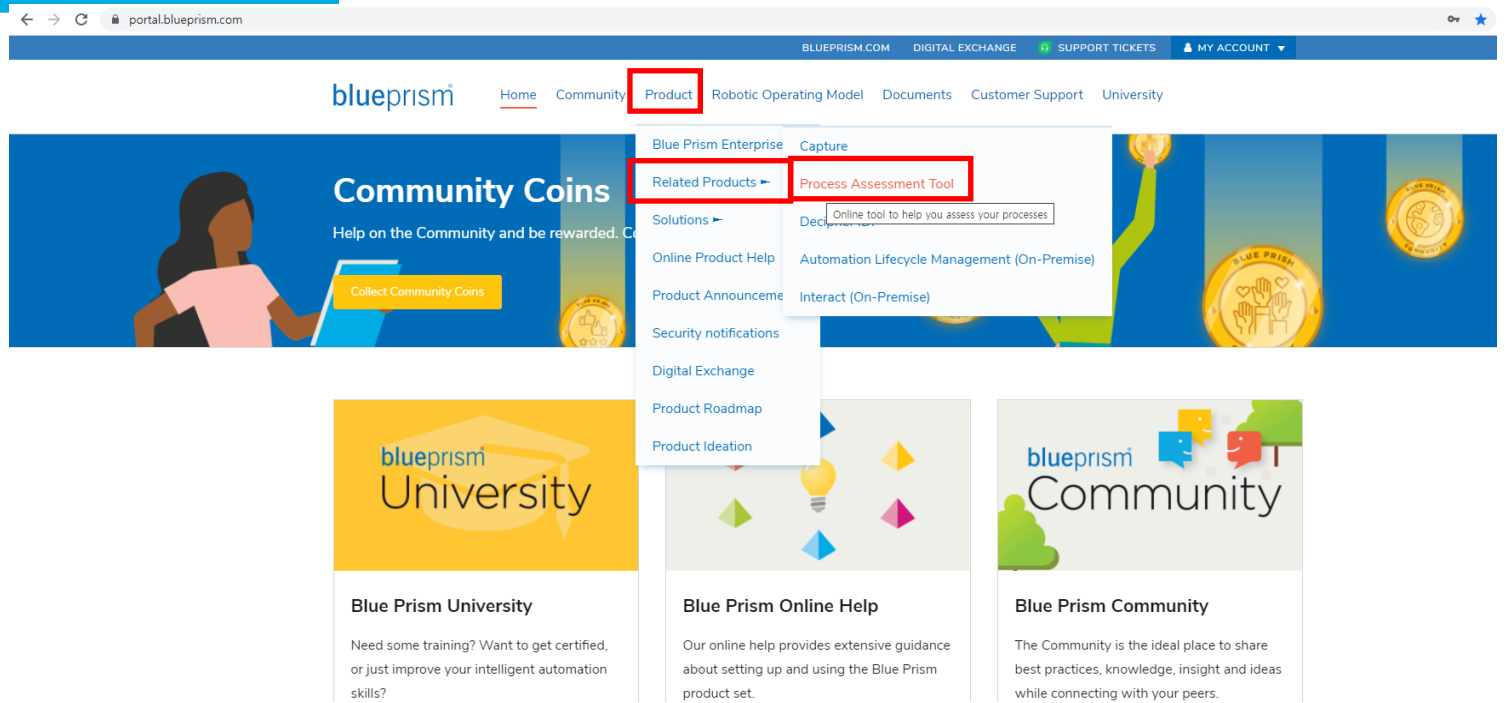 portal.blueprism.com
BLUEPRISM.COM DIGITAL EXCHANGE SUPPORT TICKETS MY ACCOUNT
blueprism Home Community Product Robotic Operating Model Documents Customer Support University
Blue Prism Enterprise
Related Products
Solutions
Online Product Help
Product Announceme
Security notifications
Digital Exchange
Product Roadmap
Product Ideation
Capture
Process Assessment Tool
Online tool to help you assess your processes
Automation Lifecycle Management (On-Premise)
Interact (On-Premise)
Community Coins
Help on the Community and be rewarded.
Collect Community Coins
BLUE PRISM
COMMUNITY
BLUE PRISM
blueprism
University
Blue Prism University
Need some training? Want to get certified,
or just improve your intelligent automation
skills?
Blue Prism Online Help
Our online help provides extensive guidance
about setting up and using the Blue Prism
product set.
blueprism
Community
Blue Prism Community
The Community is the ideal place to share
best practices, knowledge, insight and ideas
while connecting with your peers.